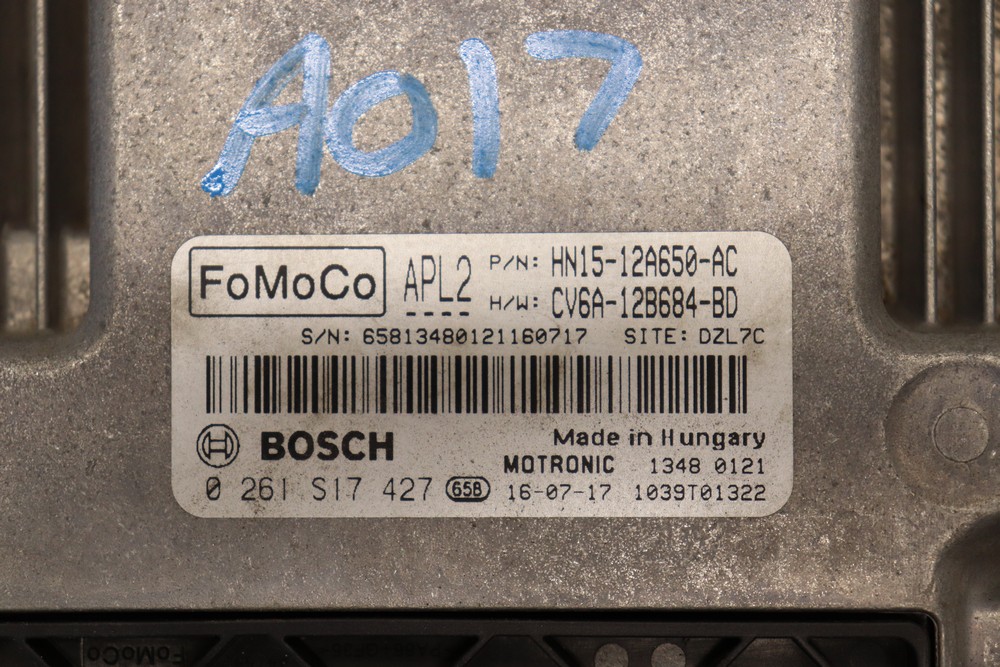 A017
FoMoCo APL2 P/N: HN15-12A650-AC
H/W: CV6A-12B684-BD
S/N: 65813480121160717 SITE: DZL7C
BOSCH Made in Hungary
MOTRONIC 1348 0121
0 261 S17 427 65B 16-07-17 1039T01322
FoMoCo